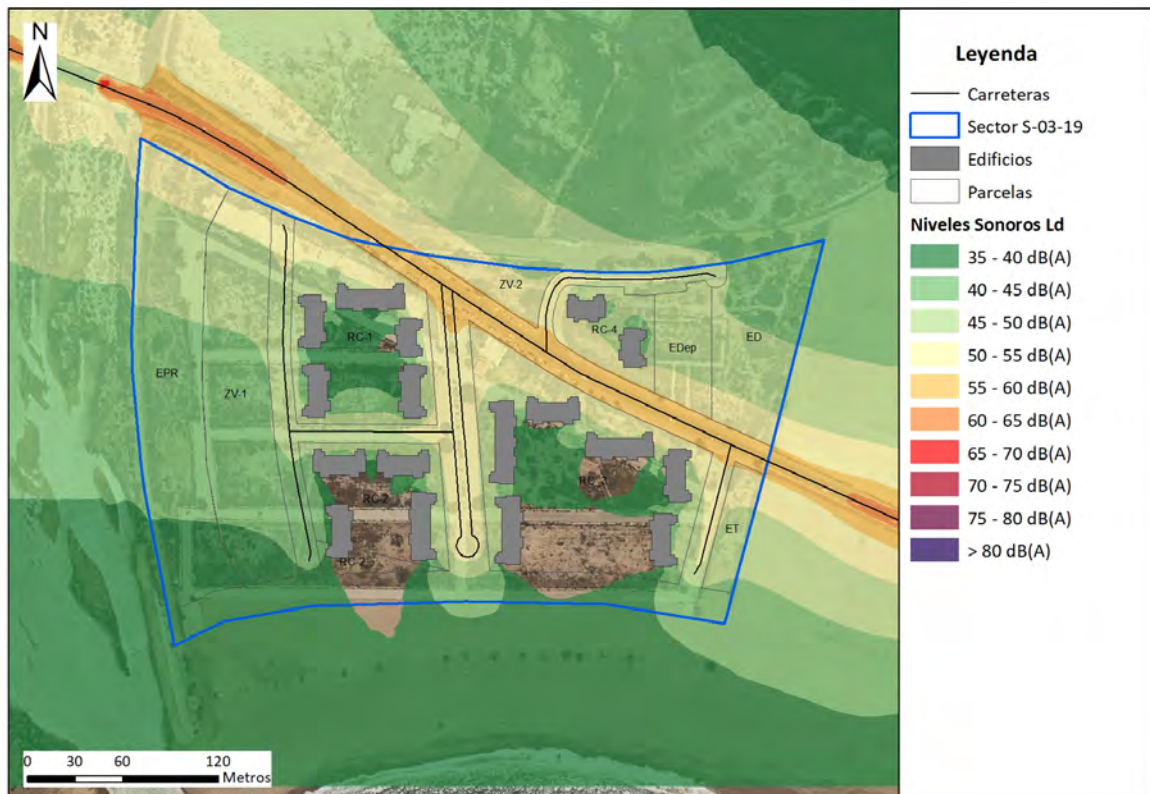 N
ZV-2
RC-1
RC-4
EDep
ED
EPR
ZV-1
RC-2
ET
RC-2
0 30 60 120
Metros
Leyenda
Carreteras
Sector S-03-19
Edificios
Parcelas
Niveles Sonoros Ld
35 - 40 dB(A)
40 - 45 dB(A)
45 - 50 dB(A)
50 - 55 dB(A)
55 - 60 dB(A)
60 - 65 dB(A)
65 - 70 dB(A)
70 - 75 dB(A)
75 - 80 dB(A)
> 80 dB(A)